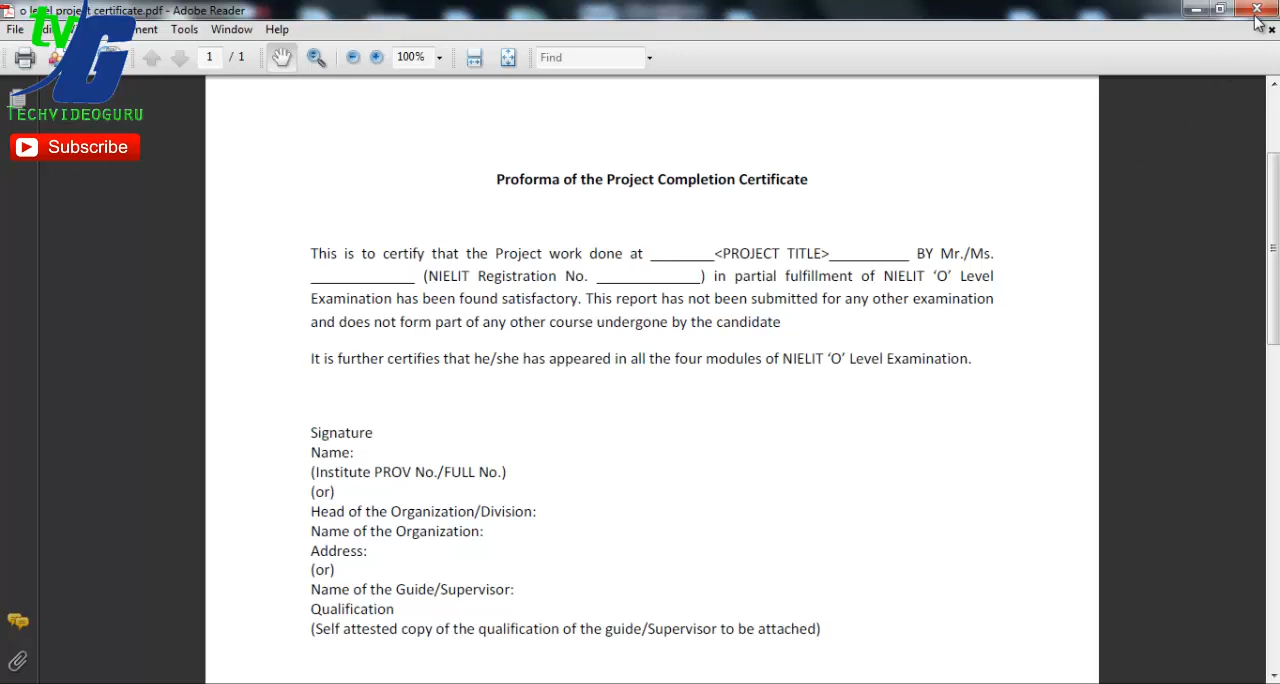 o level project certificate.pdf - Adobe Reader
File
Tools Window Help
1 / 1 100% Find
tv
G
TECHVIDEOGURU
Subscribe
Proforma of the Project Completion Certificate
This is to certify that the Project work done at ________<PROJECT TITLE>__________ BY Mr./Ms.
_____________ (NIELIT Registration No. _____________) in partial fulfillment of NIELIT ‘O’ Level
Examination has been found satisfactory. This report has not been submitted for any other examination
and does not form part of any other course undergone by the candidate
It is further certifies that he/she has appeared in all the four modules of NIELIT ‘O’ Level Examination.
Signature
Name:
(Institute PROV No./FULL No.)
(or)
Head of the Organization/Division:
Name of the Organization:
Address:
(or)
Name of the Guide/Supervisor:
Qualification
(Self attested copy of the qualification of the guide/Supervisor to be attached)